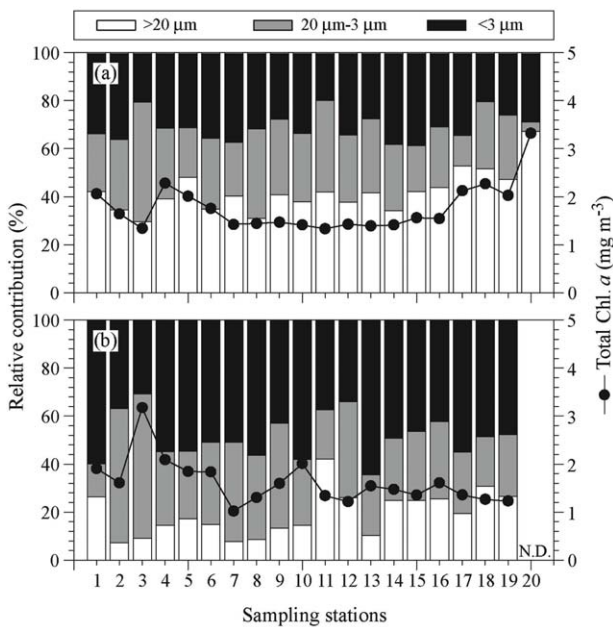 >20 μm 20 μm-3 μm <3 μm
100 (a) 5
80 4
60 3
40 2
20 1
0 0
100 (b) 5
80 4
60 3
40 2
20 1
0 N.D. 0
1 2 3 4 5 6 7 8 9 10 11 12 13 14 15 16 17 18 19 20
Sampling stations
Relative contribution (%)
Total Chl. a (mg m⁻³)